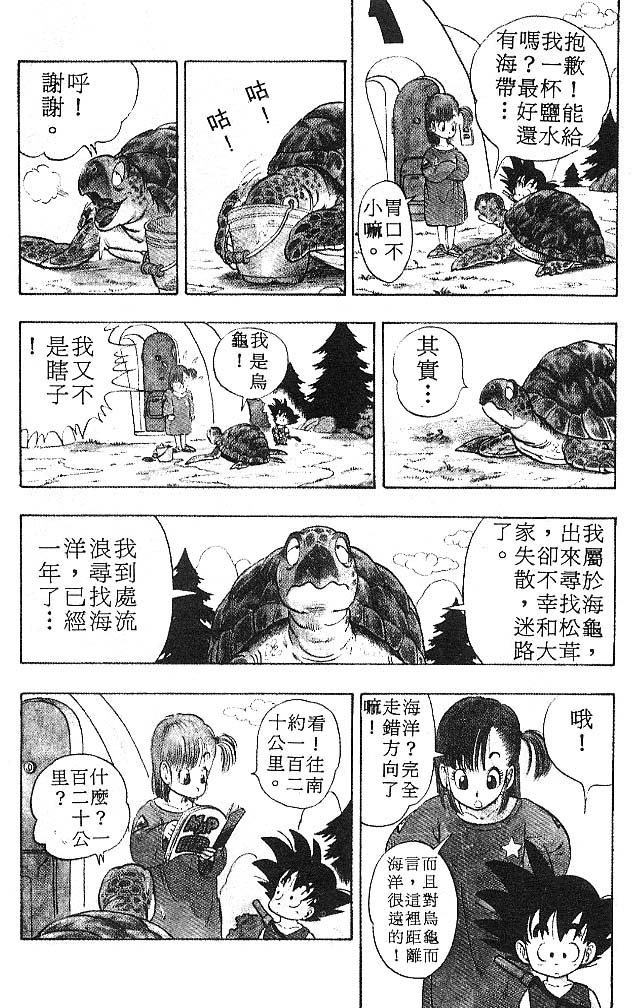 1
抱歉！能給
我一杯鹽水
嗎？最好還
有海帶…
胃口不
小嘛。
咕！
咕！
呼！
謝謝。
其實…
我是烏
龜！
我又不
是瞎子
！
我屬於海龜，
出來尋找松茸
，卻不幸和大
家失散，迷路
了。
我到處流
浪尋找海
洋，已經
一年了…
哦！
海洋？完全
走錯方向了
嘛！
而且對烏龜而
言，這裡距離
海洋很遠的！
看！往南
約一百二
十公里。
MAP
什麼？一
百二十公
里？